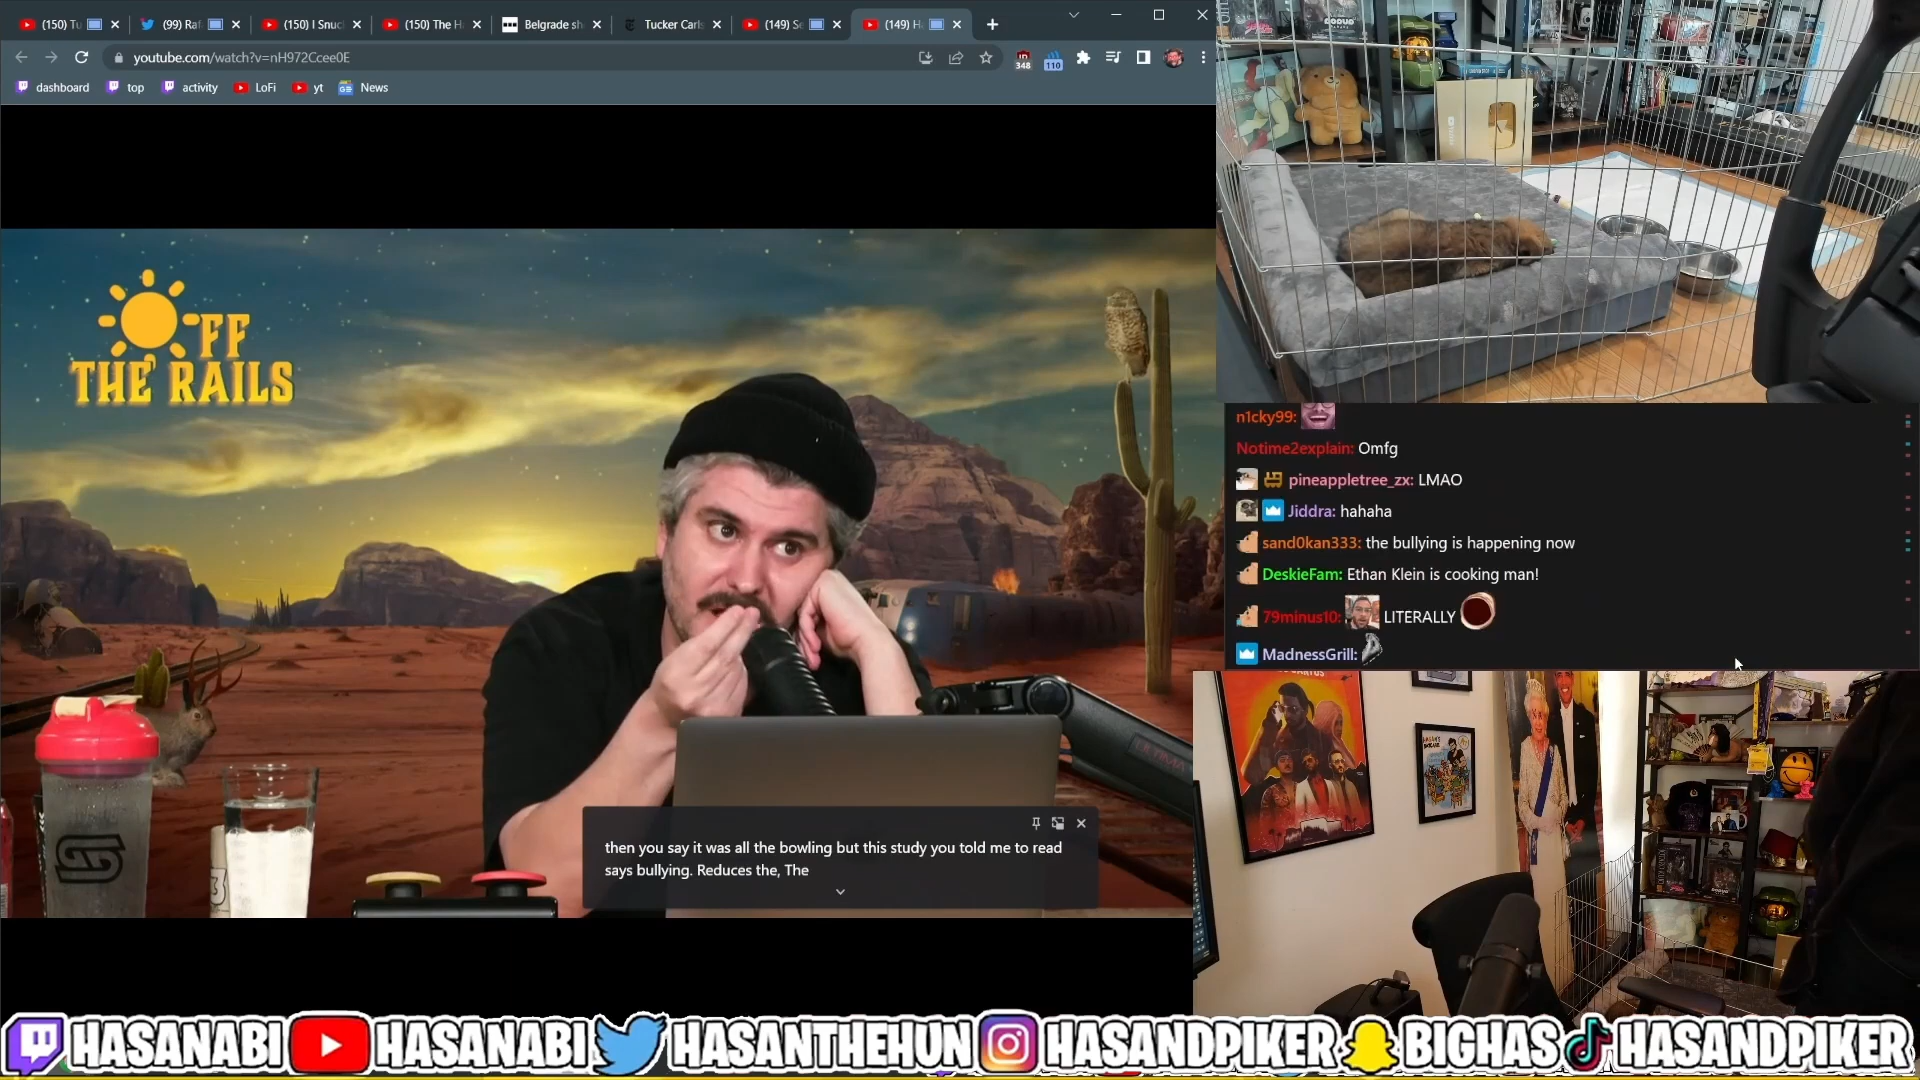 (150) Tu
(99) Raf
(150) I Snuc
(150) The H
Belgrade sh
Tucker Carls
(149) Se
(149) H
youtube.com/watch?v=nH972Ccee0E
348
110
dashboard
top
activity
LoFi
yt
News
OFF
THE RAILS
n1cky99:
Notime2explain: Omfg
pineappletree_zx: LMAO
Jiddra: hahaha
sand0kan333: the bullying is happening now
DeskieFam: Ethan Klein is cooking man!
79minus10: LITERALLY
MadnessGrill:
then you say it was all the bowling but this study you told me to read
says bullying. Reduces the, The
HASANABI HASANABI HASANTHEHUN HASANDPIKER BIGHAS HASANDPIKER